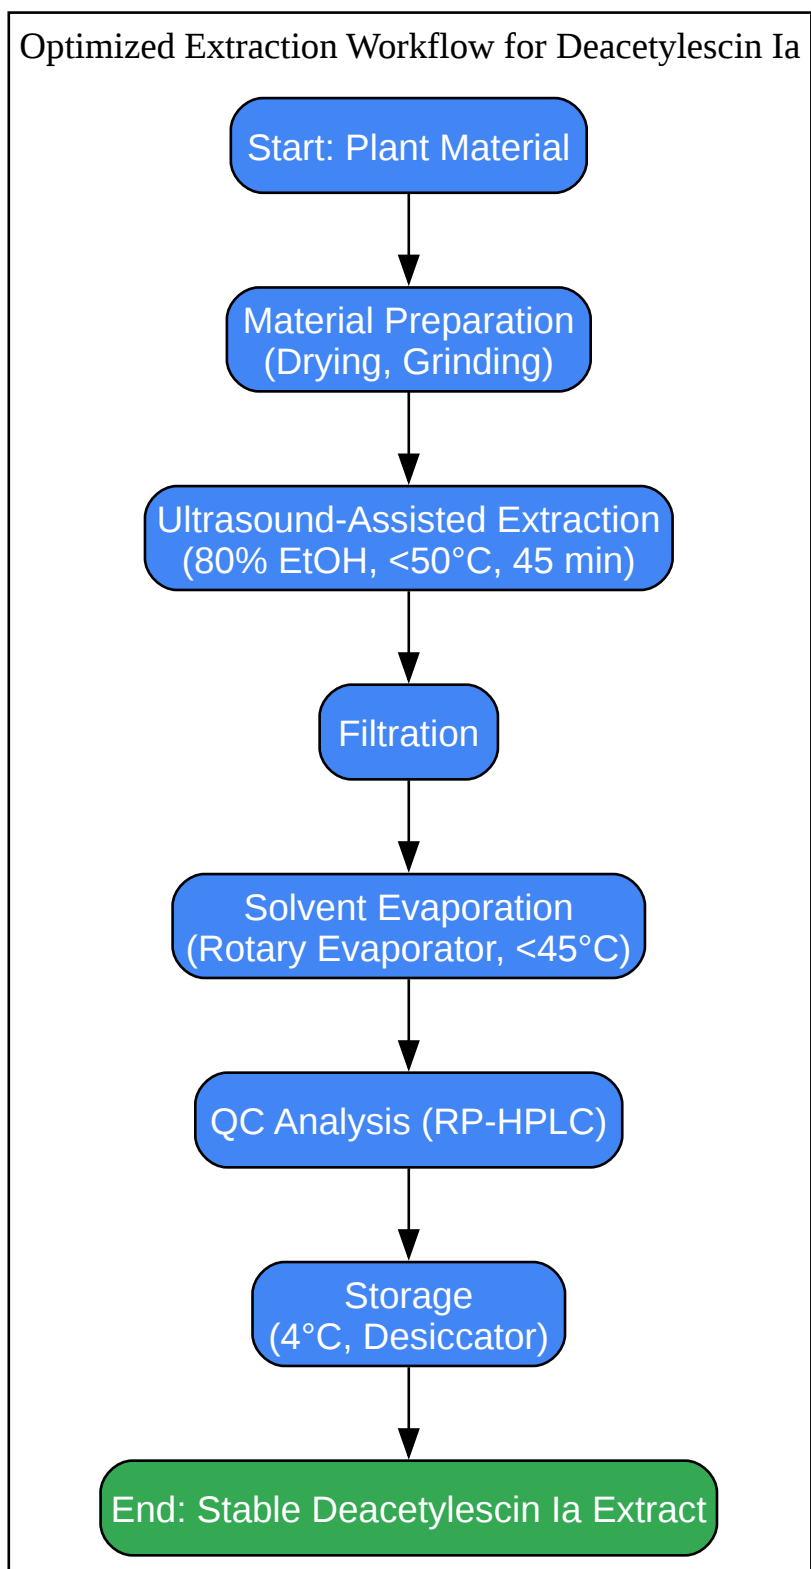 Optimized Extraction Workflow for Deacetylescin Ia
Start: Plant Material
Material Preparation
(Drying, Grinding)
Ultrasound-Assisted Extraction
(80% EtOH, <50°C, 45 min)
Filtration
Solvent Evaporation
(Rotary Evaporator, <45°C)
QC Analysis (RP-HPLC)
Storage
(4°C, Desiccator)
End: Stable Deacetylescin Ia Extract